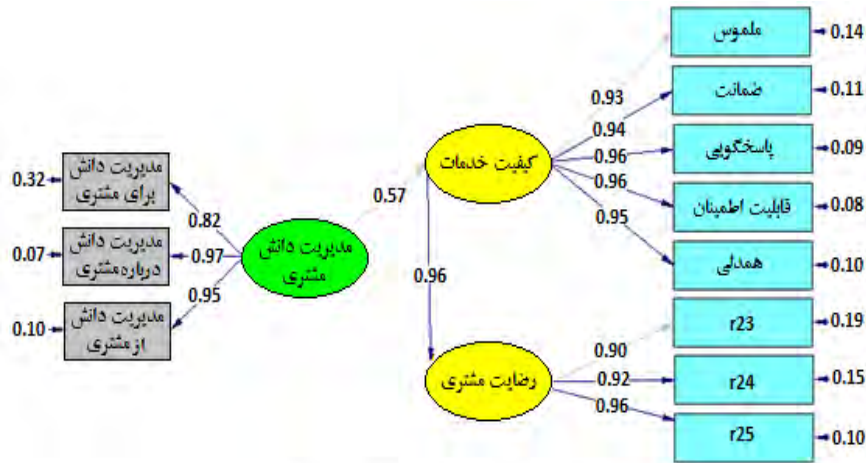 ملموس
0.14
0.93
ضمانت
0.11
0.94
کیفیت خدمات
پاسخگویی
0.09
0.96
قابلیت اطمینان
0.08
0.96
همدلی
0.10
0.95
مدیریت دانش
برای مشتری
0.32
0.82
مدیریت دانش
درباره مشتری
0.07
0.97
مدیریت دانش
از مشتری
0.10
0.95
مدیریت دانش
مشتری
0.57
0.96
رضایت مشتری
r23
0.19
0.90
r24
0.15
0.92
r25
0.10
0.96